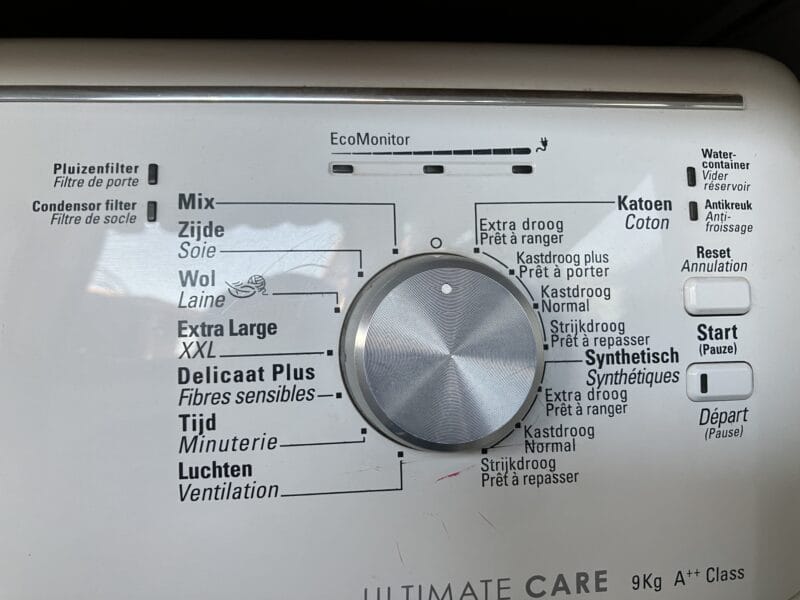 EcoMonitor
Pluizenfilter
Filtre de porte
Condensor filter
Filtre de socle
Mix
Zijde
Soie
Wol
Laine
Extra Large
XXL
Delicaat Plus
Fibres sensibles
Tijd
Minuterie
Luchten
Ventilation
Katoen
Coton
Extra droog
Prêt à ranger
Kastdroog plus
Prêt à porter
Kastdroog
Normal
Strijkdroog
Prêt à repasser
Synthetisch
Synthétiques
Extra droog
Prêt à ranger
Kastdroog
Normal
Strijkdroog
Prêt à repasser
Water-
container
Vider
réservoir
Antikreuk
Anti-
froissage
Reset
Annulation
Start
(Pauze)
Départ
(Pause)
ULTIMATE CARE 9Kg A++ Class